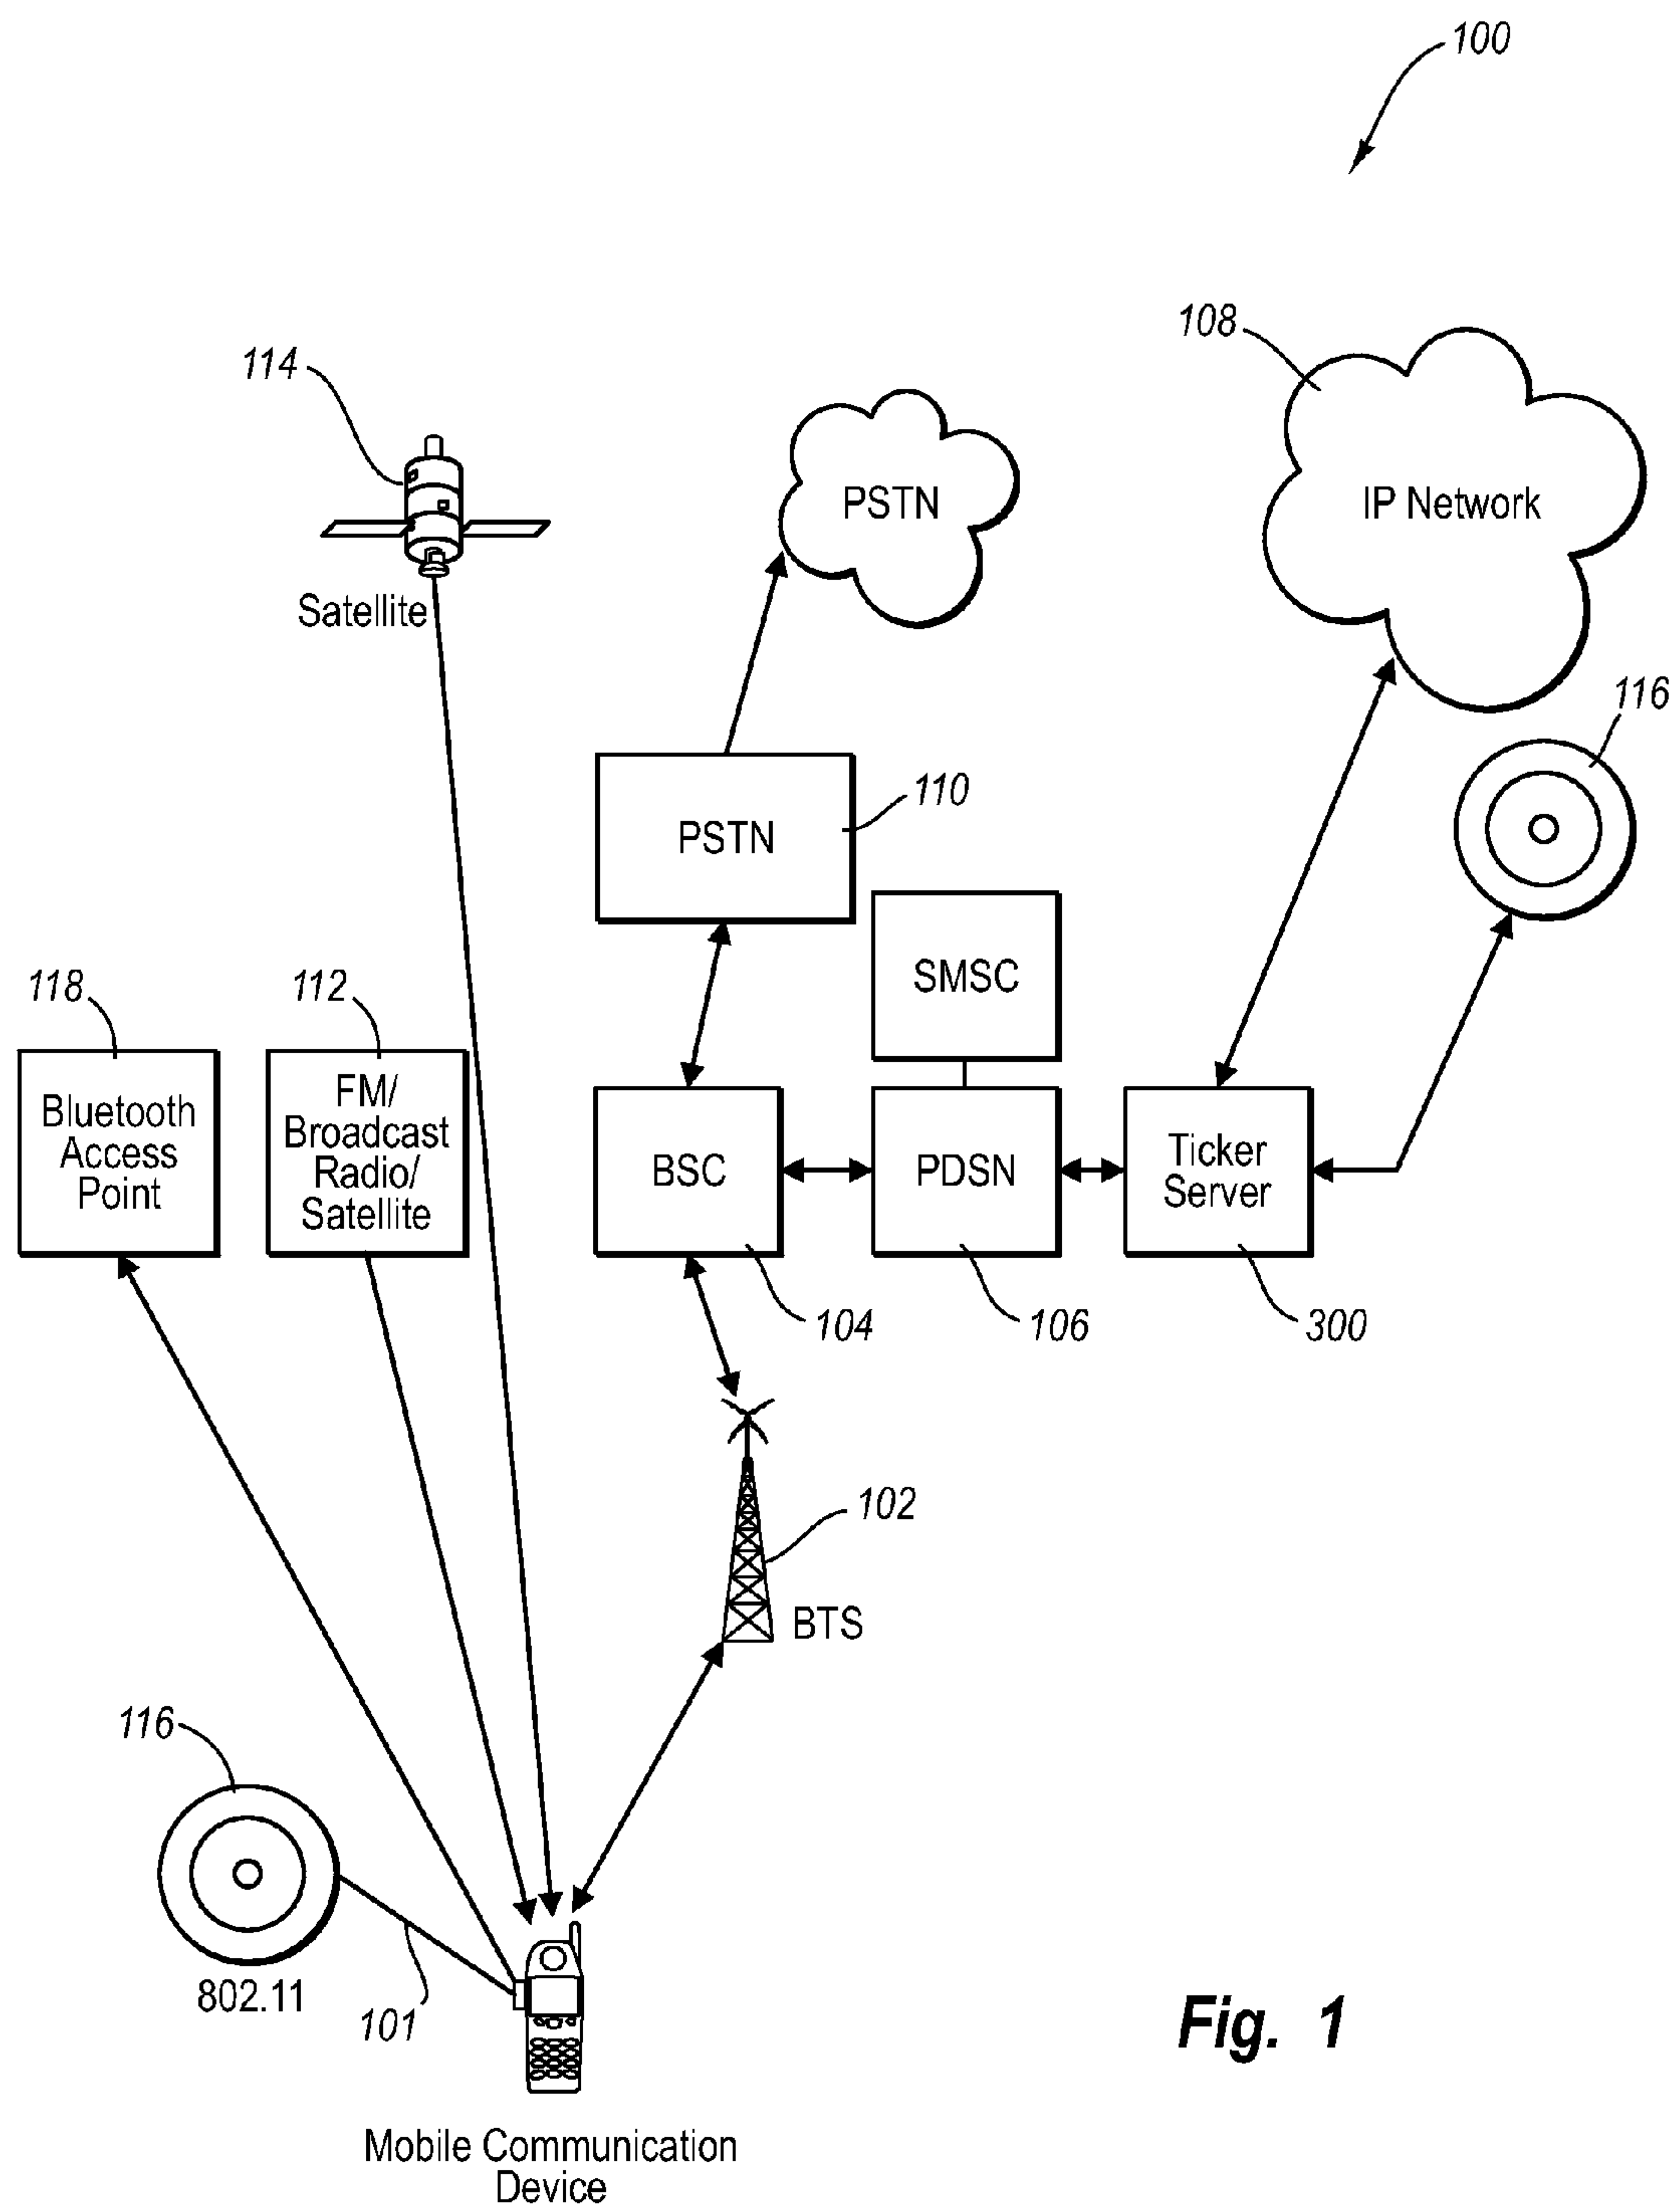 100
108
114
PSTN
IP Network
Satellite
116
110
PSTN
SMSC
118
112
Bluetooth
Access
Point
FM/
Broadcast
Radio/
Satellite
BSC
PDSN
Ticker
Server
104
106
300
102
BTS
116
802.11
101
Fig. 1
Mobile Communication
Device